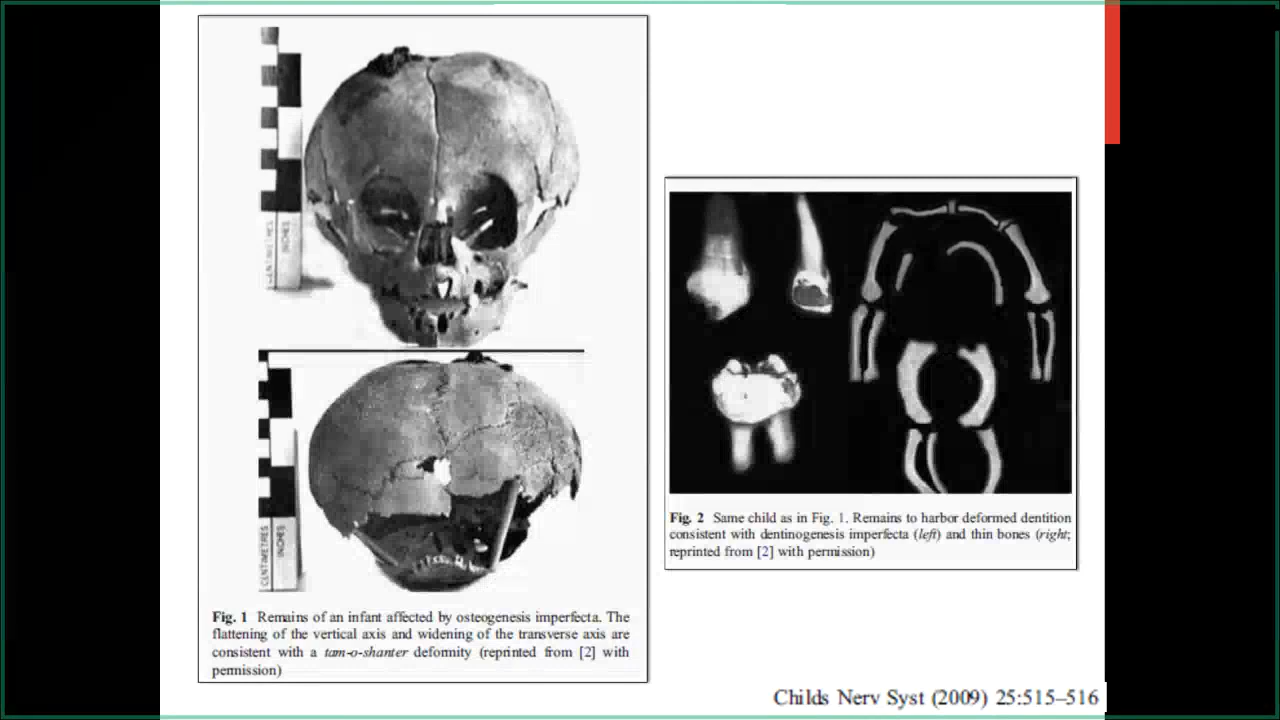 CENTIMETRES
INCHES
CENTIMETRES
INCHES
Fig. 1 Remains of an infant affected by osteogenesis imperfecta. The
flattening of the vertical axis and widening of the transverse axis are
consistent with a tam-o-shanter deformity (reprinted from [2] with
permission)
Fig. 2 Same child as in Fig. 1. Remains to harbor deformed dentition
consistent with dentinogenesis imperfecta (left) and thin bones (right;
reprinted from [2] with permission)
Childs Nerv Syst (2009) 25:515–516